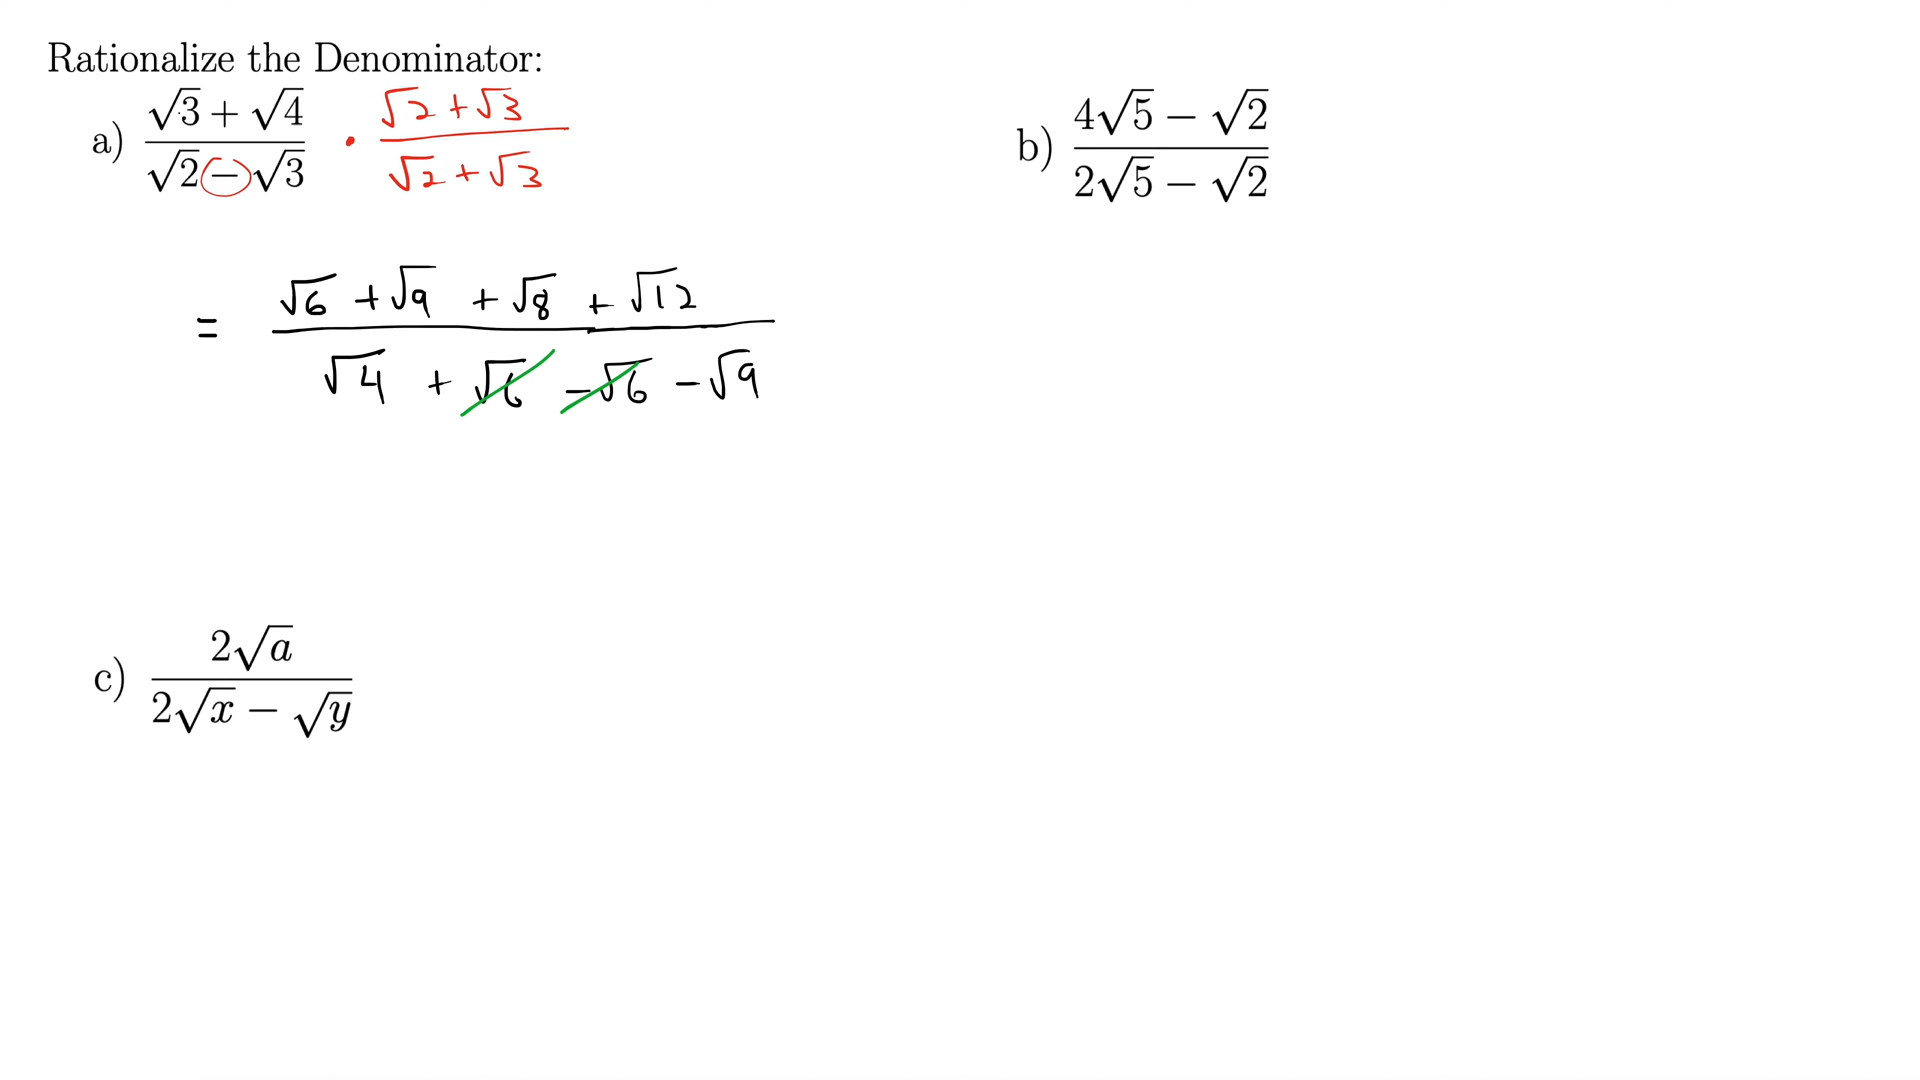 Rationalize the Denominator:
a) (√3 + √4)/(√2 − √3) · (√2 + √3)/(√2 + √3)
b) (4√5 − √2)/(2√5 − √2)
= (√6 + √9 + √8 + √12)/(√4 + √6 − √6 − √9)
c) 2√a/(2√x − √y)